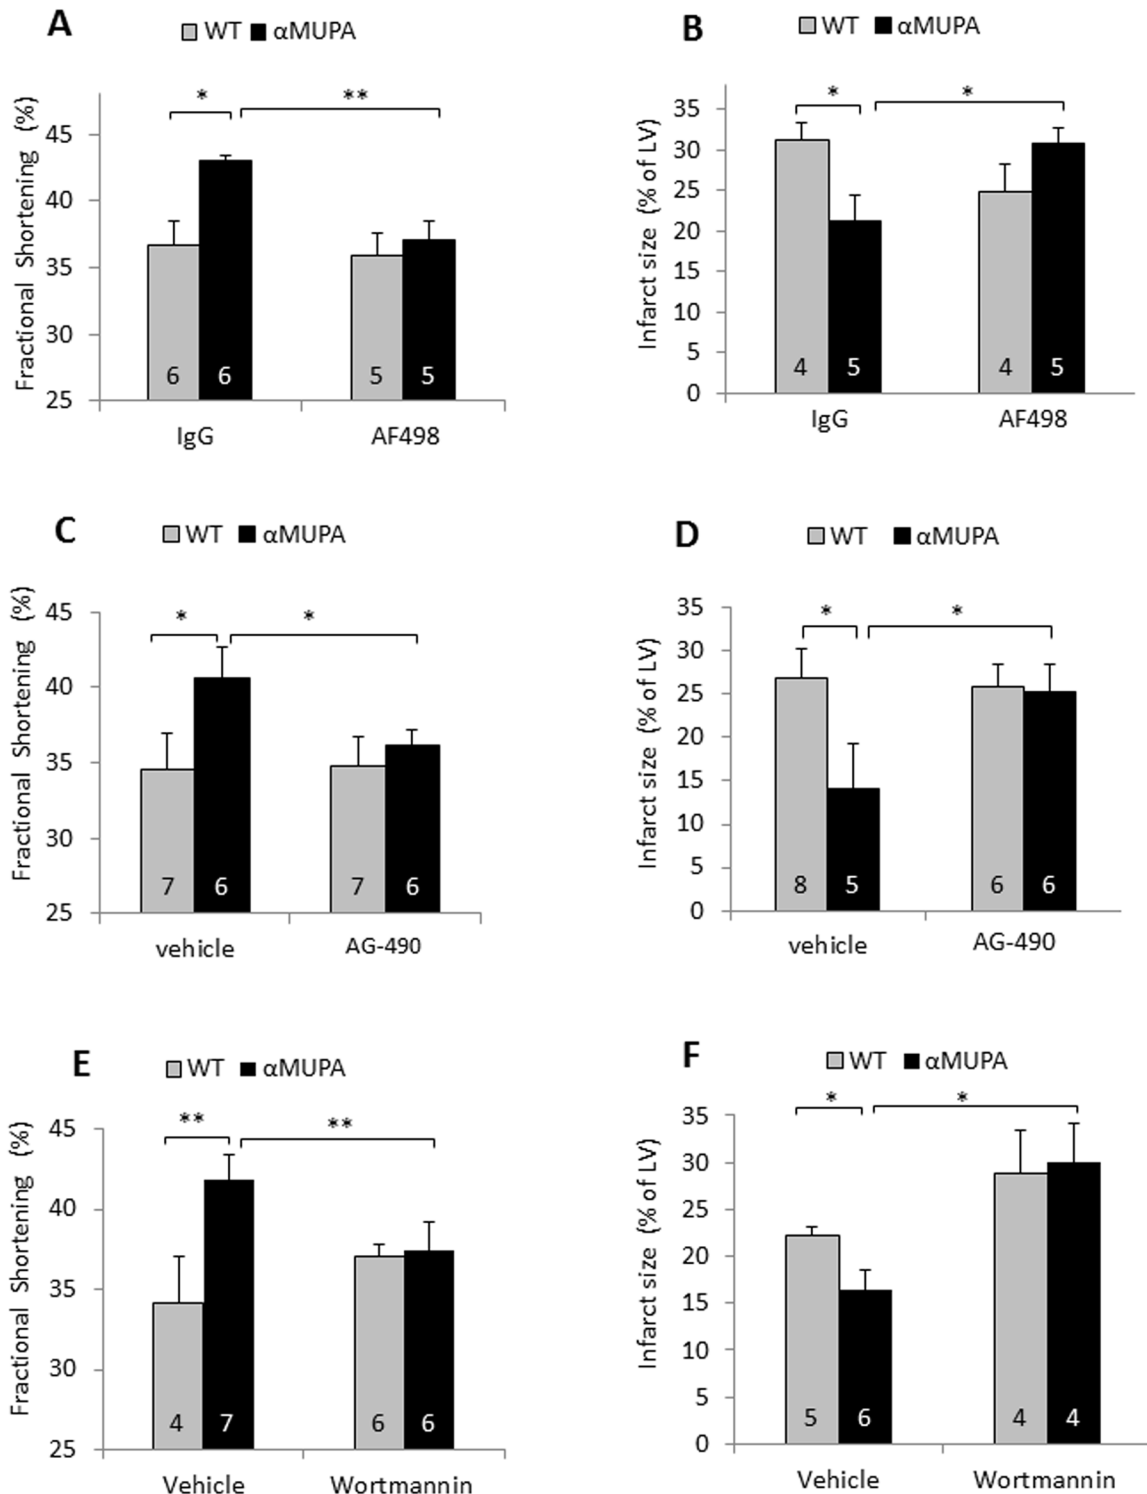 A
WT αMUPA
Fractional Shortening (%)
* **
45
40
35
30
25
6 6 5 5
IgG AF498
B
WT αMUPA
Infarct size (% of LV)
* *
35
30
25
20
15
10
5
0
4 5 4 5
IgG AF498
C
WT αMUPA
Fractional Shortening (%)
* *
45
40
35
30
25
7 6 7 6
vehicle AG-490
D
WT αMUPA
Infarct size (% of LV)
* *
35
30
25
20
15
10
5
0
8 5 6 6
vehicle AG-490
E
WT αMUPA
Fractional Shortening (%)
** **
45
40
35
30
25
4 7 6 6
Vehicle Wortmannin
F
WT αMUPA
Infarct size (% of LV)
* *
35
30
25
20
15
10
5
0
5 6 4 4
Vehicle Wortmannin